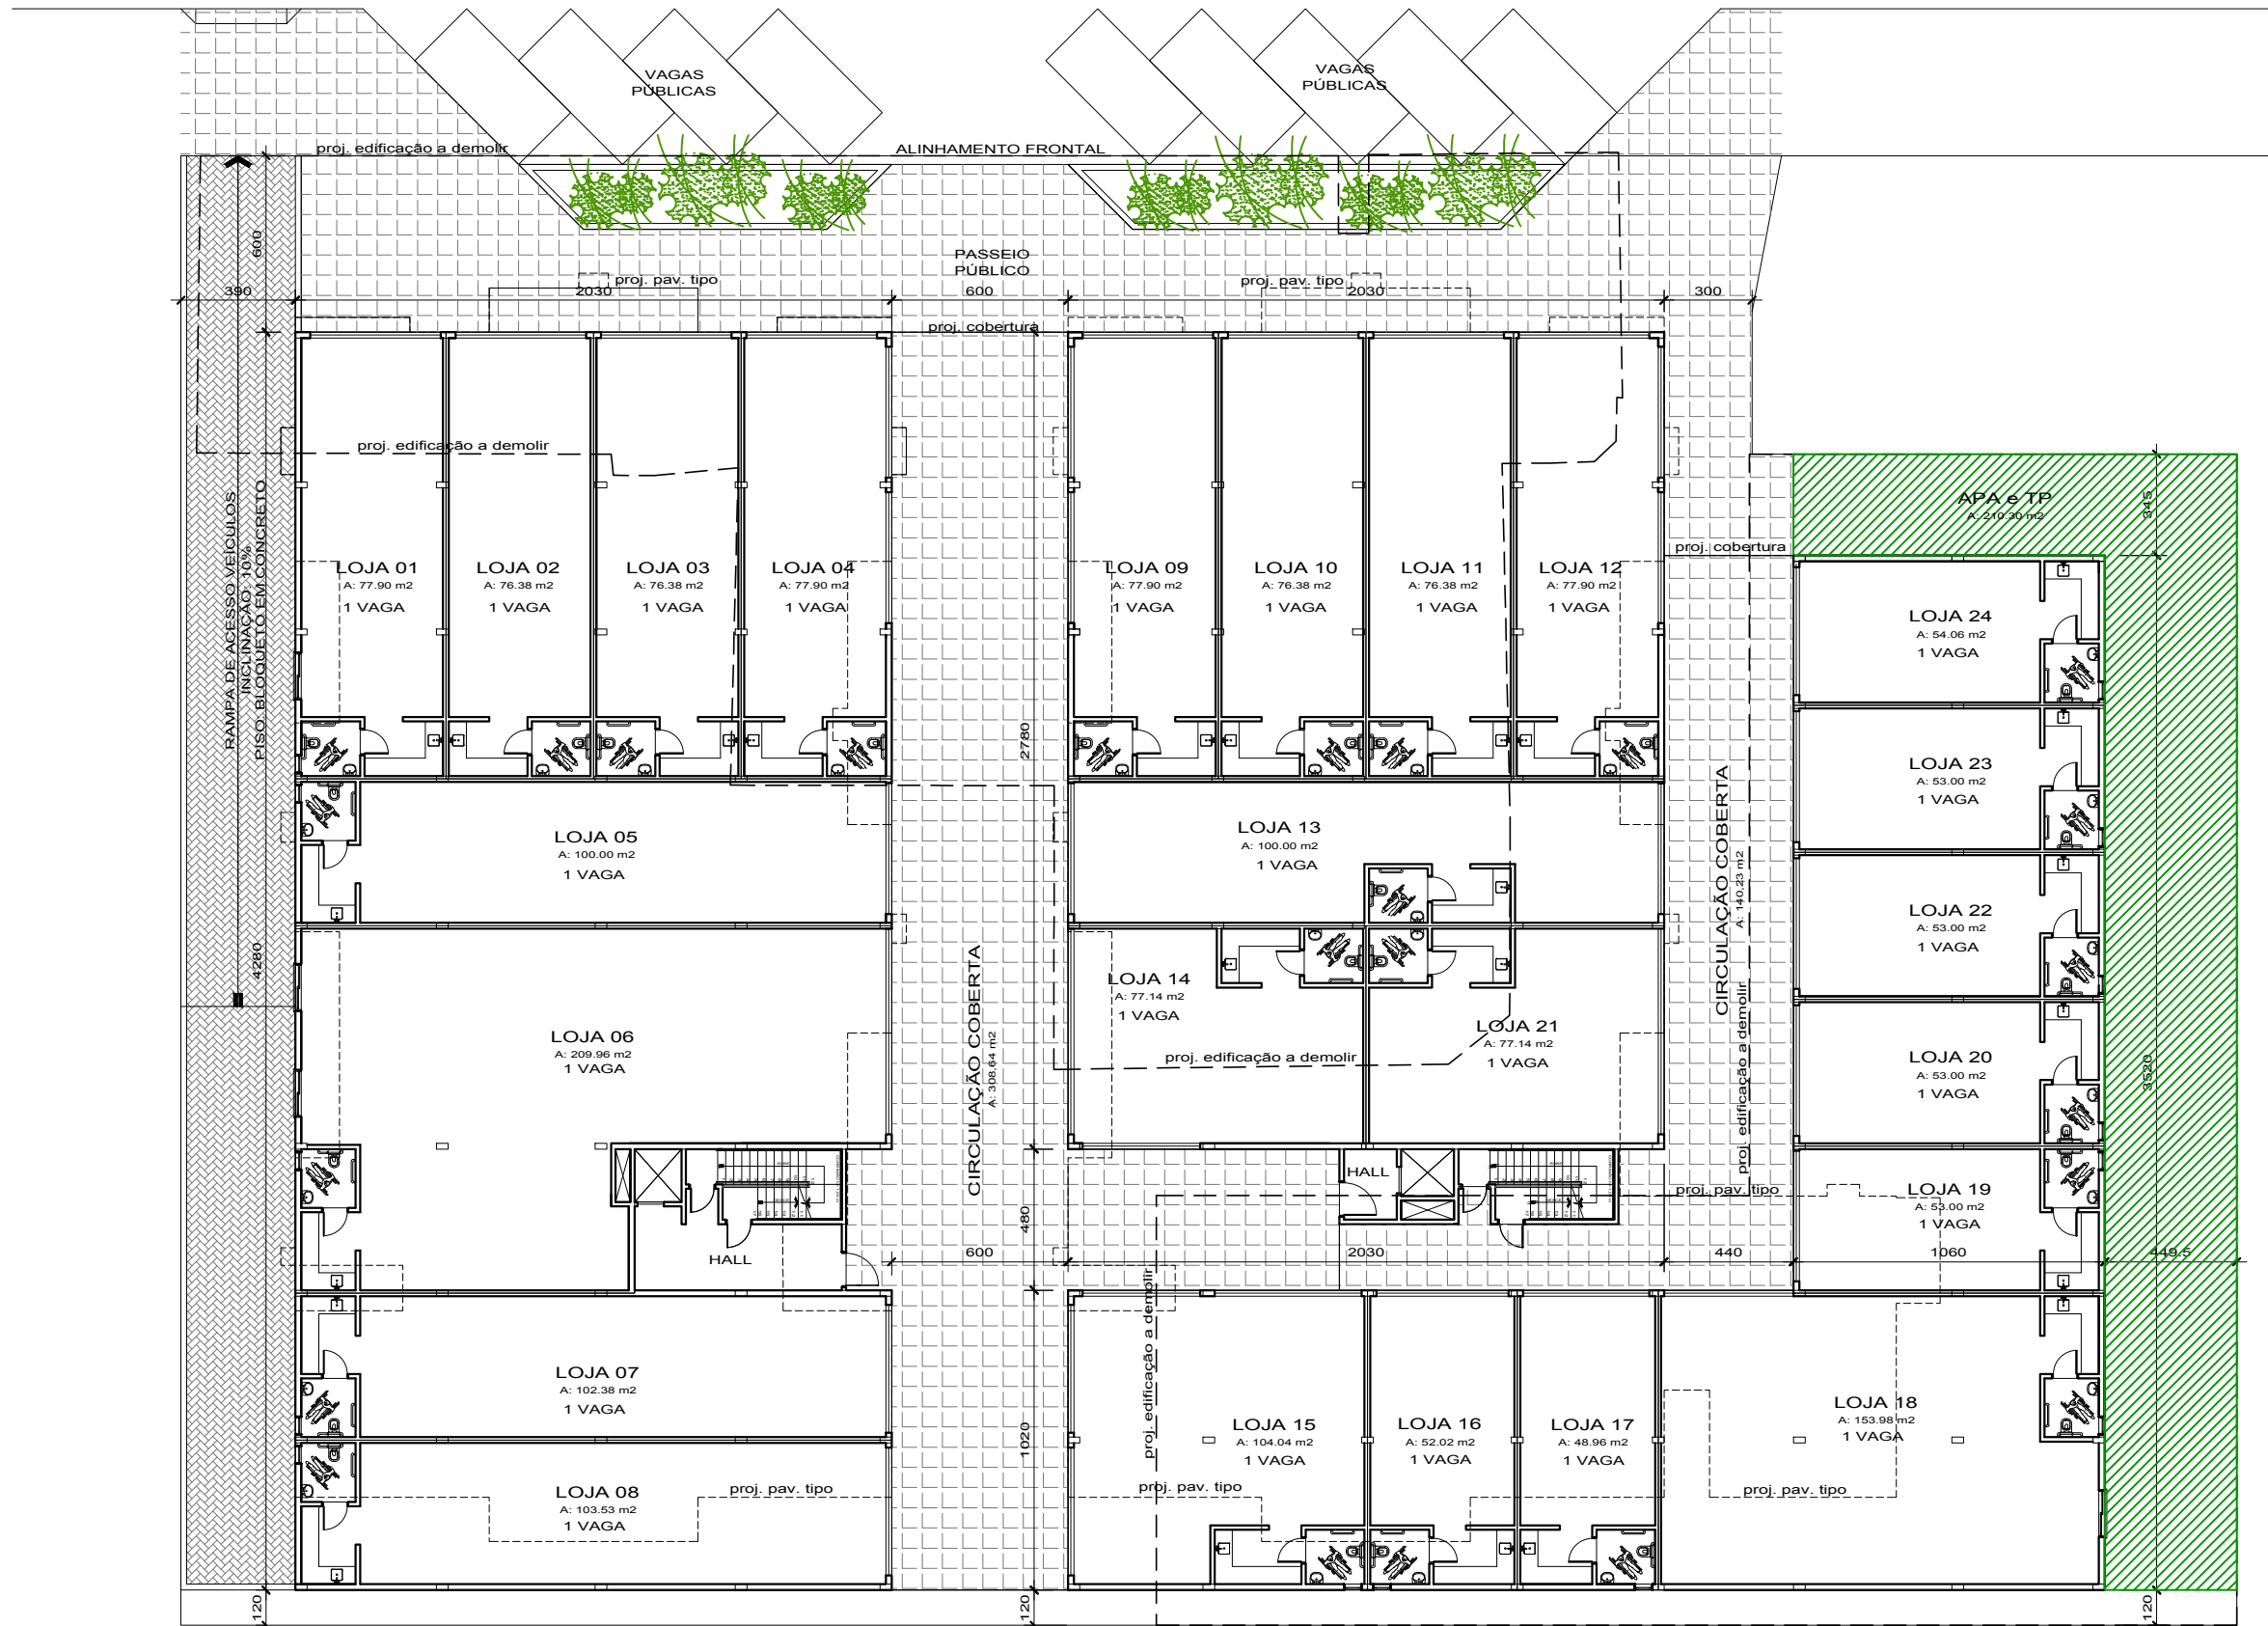 VAGAS
PÚBLICAS
VAGAS
PÚBLICAS
proj. edificação a demolir
ALINHAMENTO FRONTAL
600
PASSEIO
PÚBLICO
proj. pav. tipo
proj. pav. tipo
390
2030
600
2030
300
proj. cobertura
proj. edificação a demolir
RAMPA DE ACESSO VEÍCULOS
INCLINAÇÃO: 10%
PISO: BLOQUETO EM CONCRETO
APA e TP
A: 210.30 m2
345
proj. cobertura
LOJA 01
A: 77.90 m2
1 VAGA
LOJA 02
A: 76.38 m2
1 VAGA
LOJA 03
A: 76.38 m2
1 VAGA
LOJA 04
A: 77.90 m2
1 VAGA
LOJA 09
A: 77.90 m2
1 VAGA
LOJA 10
A: 76.38 m2
1 VAGA
LOJA 11
A: 76.38 m2
1 VAGA
LOJA 12
A: 77.90 m2
1 VAGA
LOJA 24
A: 54.06 m2
1 VAGA
2780
LOJA 23
A: 53.00 m2
1 VAGA
LOJA 05
A: 100.00 m2
1 VAGA
LOJA 13
A: 100.00 m2
1 VAGA
CIRCULAÇÃO COBERTA
A: 140,23 m2
LOJA 22
A: 53.00 m2
1 VAGA
4280
LOJA 06
A: 209.96 m2
1 VAGA
CIRCULAÇÃO COBERTA
A: 308,64 m2
LOJA 14
A: 77.14 m2
1 VAGA
LOJA 21
A: 77.14 m2
1 VAGA
proj. edificação a demolir
proj. edificação a demolir
LOJA 20
A: 53.00 m2
1 VAGA
3520
HALL
proj. pav. tipo
LOJA 19
A: 53.00 m2
1 VAGA
480
HALL
600
2030
440
1060
449.5
proj. edificação a demolir
LOJA 07
A: 102.38 m2
1 VAGA
1020
LOJA 15
A: 104.04 m2
1 VAGA
LOJA 16
A: 52.02 m2
1 VAGA
LOJA 17
A: 48.96 m2
1 VAGA
LOJA 18
A: 153.98 m2
1 VAGA
LOJA 08
A: 103.53 m2
1 VAGA
proj. pav. tipo
proj. pav. tipo
proj. pav. tipo
120
120
120